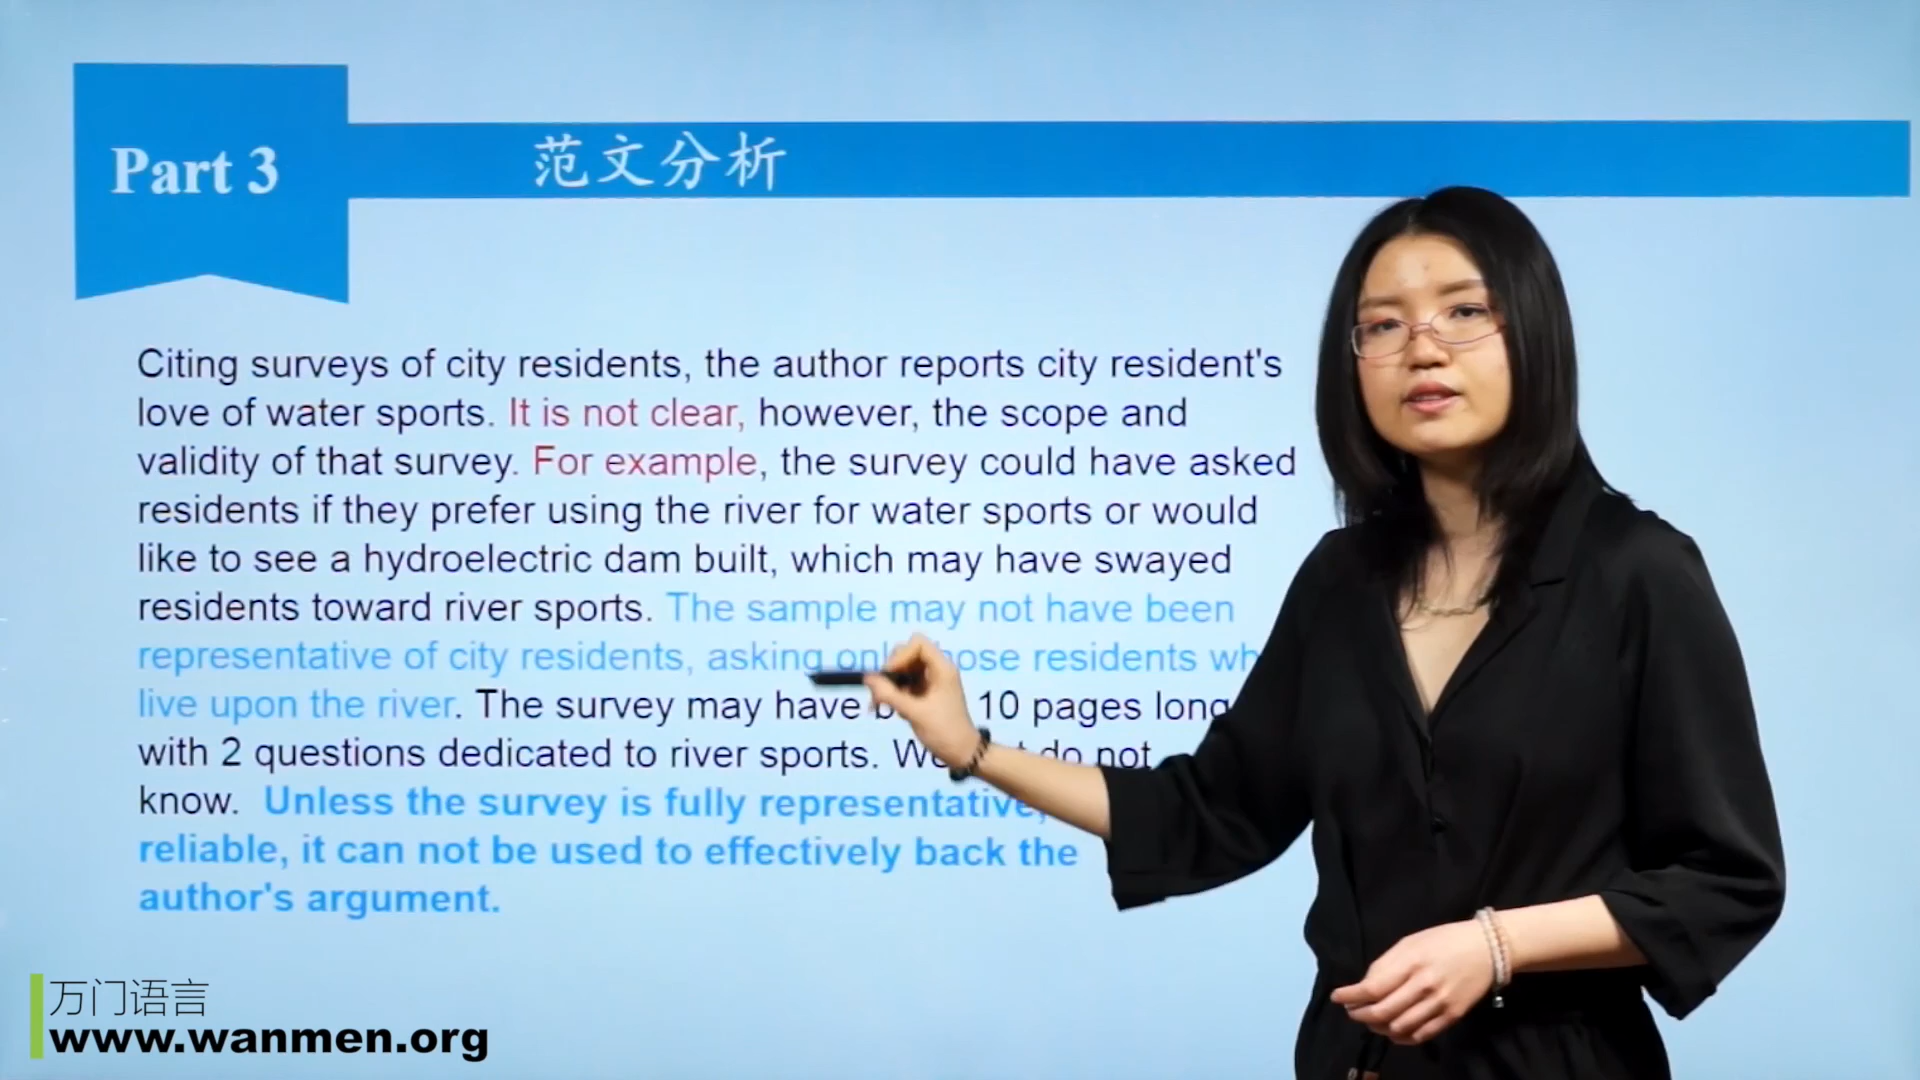 Part 3
范文分析
Citing surveys of city residents, the author reports city resident's
love of water sports. It is not clear, however, the scope and
validity of that survey. For example, the survey could have asked
residents if they prefer using the river for water sports or would
like to see a hydroelectric dam built, which may have swayed
residents toward river sports. The sample may not have been
representative of city residents, asking residents
live upon the river. The survey may have 10 pages long
with 2 questions dedicated to river sports. do not
know. Unless the survey is fully representative,
reliable, it can not be used to effectively back the
author's argument.
万门语言
www.wanmen.org